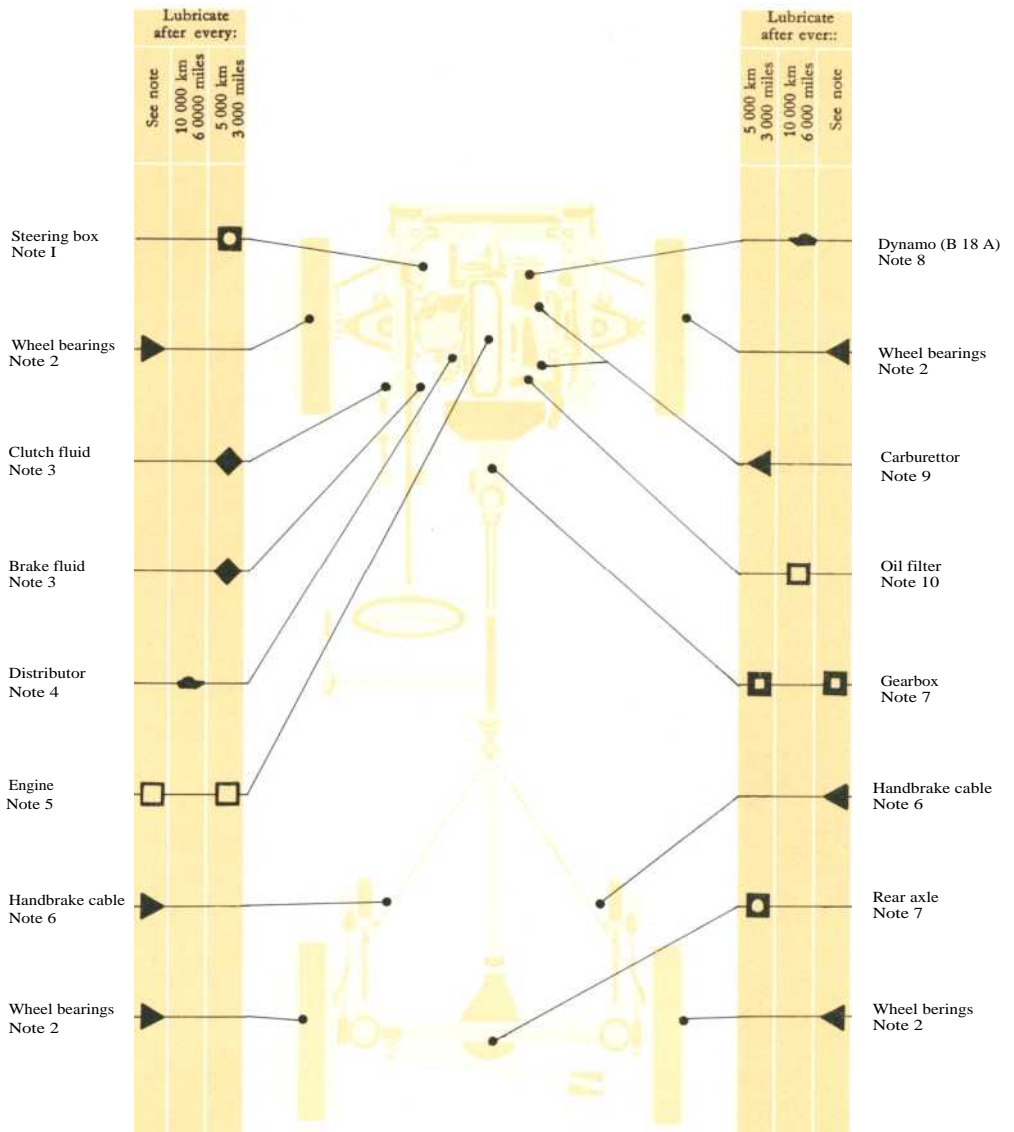 Lubricate
after every:
See note
10 000 km
6 0000 miles
5 000 km
3 000 miles
Steering box
Note I
Wheel bearings
Note 2
Clutch fluid
Note 3
Brake fluid
Note 3
Distributor
Note 4
Engine
Note 5
Handbrake cable
Note 6
Wheel bearings
Note 2
Lubricate
after ever::
5 000 km
3 000 miles
10 000 km
6 000 miles
See note
Dynamo (B 18 A)
Note 8
Wheel bearings
Note 2
Carburettor
Note 9
Oil filter
Note 10
Gearbox
Note 7
Handbrake cable
Note 6
Rear axle
Note 7
Wheel berings
Note 2